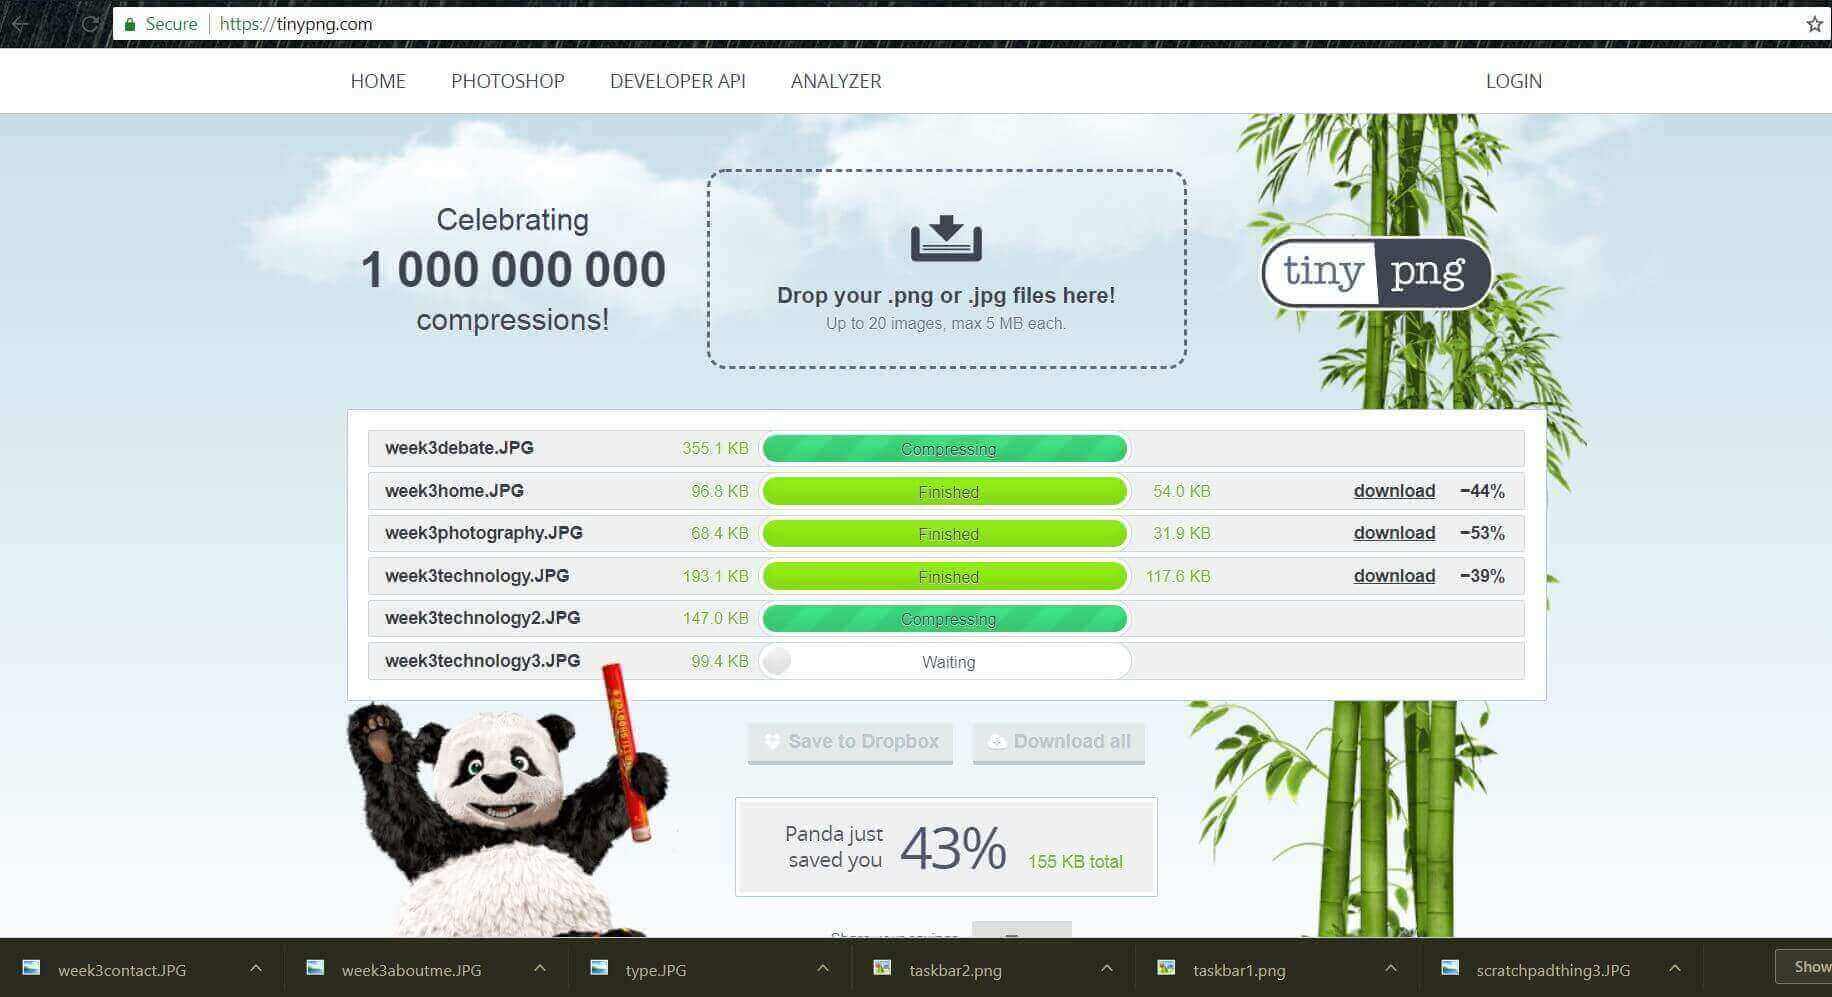 Secure https://tinypng.com
HOME PHOTOSHOP DEVELOPER API ANALYZER LOGIN
Celebrating
1 000 000 000
compressions!
Drop your .png or .jpg files here!
Up to 20 images, max 5 MB each.
tiny png
week3debate.JPG 355.1 KB Compressing
week3home.JPG 96.8 KB Finished 54.0 KB download −44%
week3photography.JPG 68.4 KB Finished 31.9 KB download −53%
week3technology.JPG 193.1 KB Finished 117.6 KB download −39%
week3technology2.JPG 147.0 KB Compressing
week3technology3.JPG 99.4 KB Waiting
Save to Dropbox Download all
Panda just
saved you 43% 155 KB total
week3contact.JPG week3aboutme.JPG type.JPG taskbar2.png taskbar1.png scratchpadthing3.JPG Show